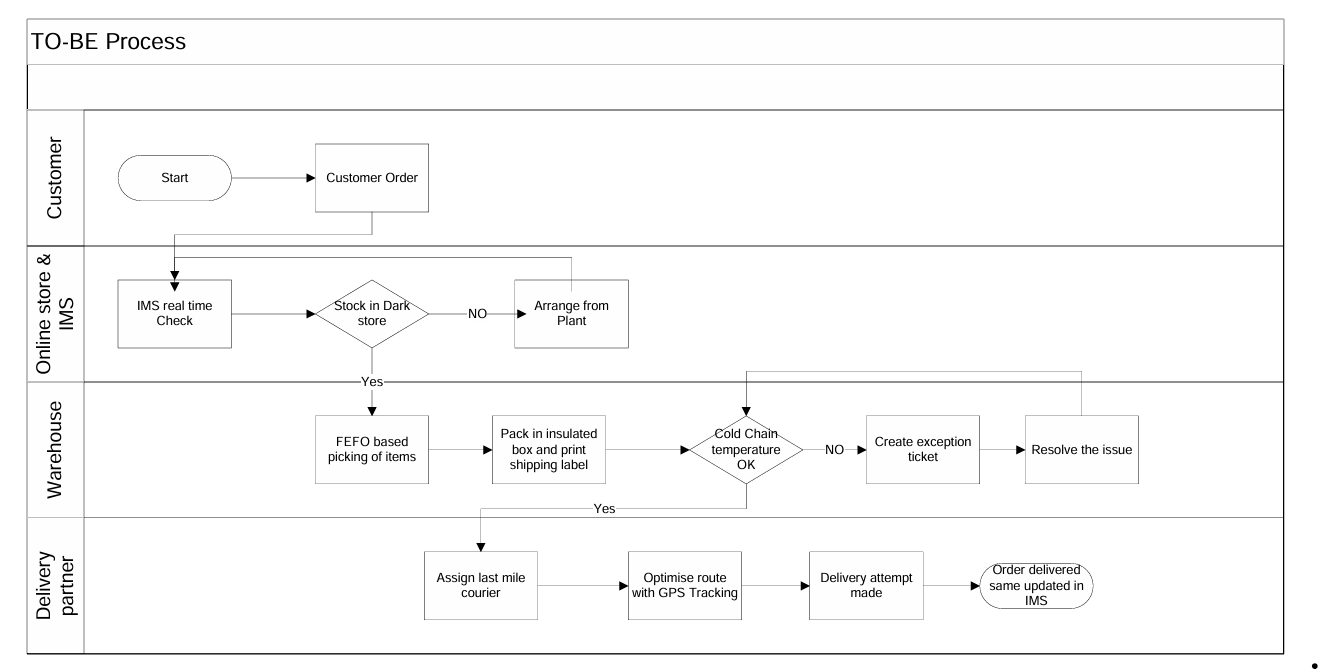 TO-BE Process
Customer
Start
Customer Order
Online store &
IMS
IMS real time
Check
Stock in Dark
store
NO
Arrange from
Plant
Yes
Warehouse
FEFO based
picking of items
Pack in insulated
box and print
shipping label
Cold Chain
temperature
OK
NO
Create exception
ticket
Resolve the issue
Yes
Delivery
partner
Assign last mile
courier
Optimise route
with GPS Tracking
Delivery attempt
made
Order delivered
same updated in
IMS